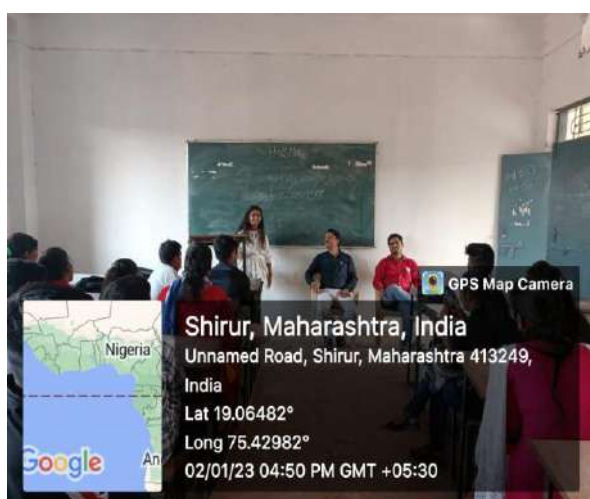 GPS Map Camera
Shirur, Maharashtra, India
Unnamed Road, Shirur, Maharashtra 413249,
India
Lat 19.06482°
Long 75.42982°
02/01/23 04:50 PM GMT +05:30
Nigeria
An
Google